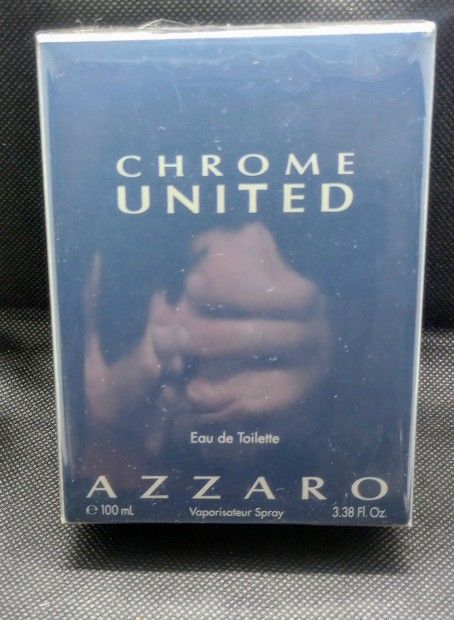 CHROME
UNITED
Eau de Toilette
AZZARO
℮ 100 mL Vaporisateur Spray 3.38 Fl. Oz.